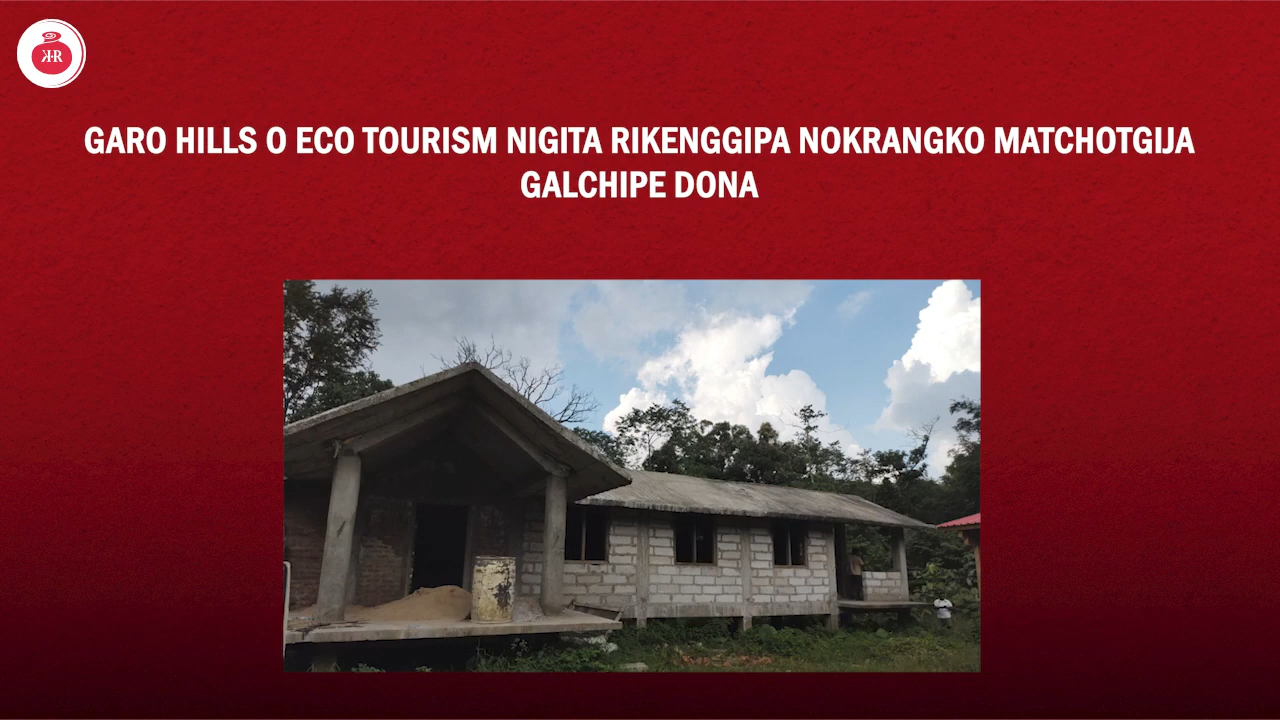 K·R
GARO HILLS O ECO TOURISM NIGITA RIKENGGIPA NOKRANGKO MATCHOTGIJA
GALCHIPE DONA